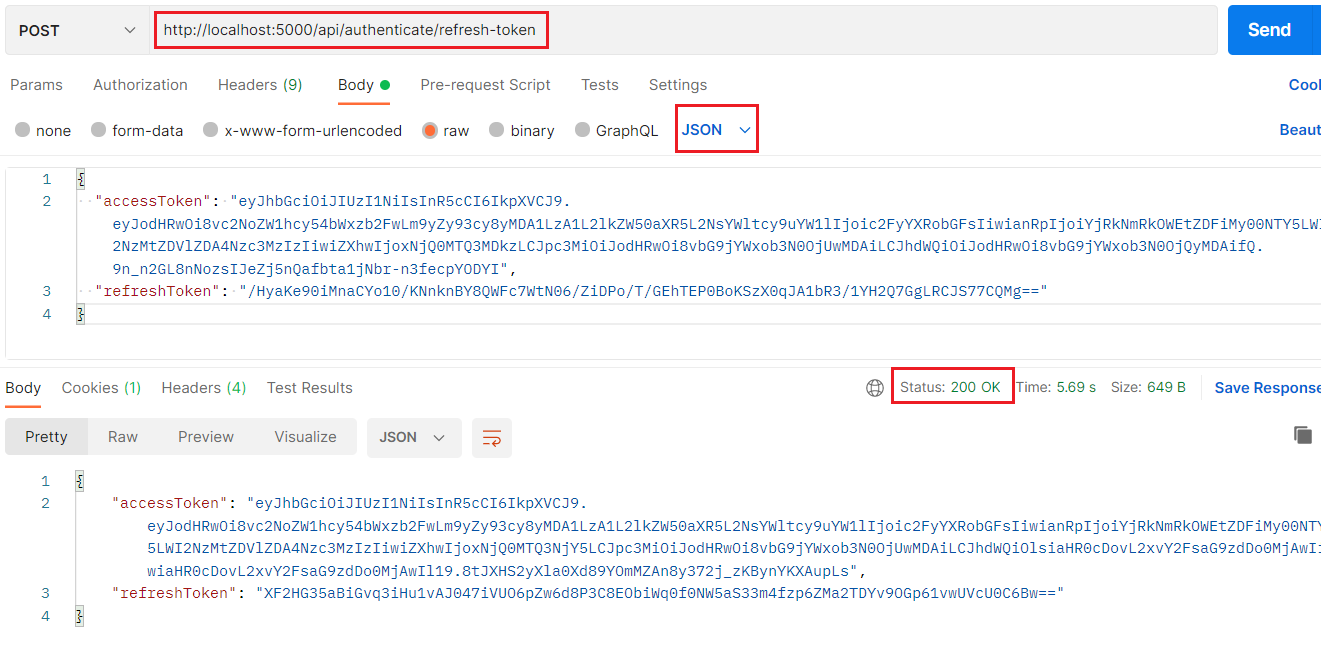 POST http://localhost:5000/api/authenticate/refresh-token Send
Params Authorization Headers (9) Body Pre-request Script Tests Settings Cool
none form-data x-www-form-urlencoded raw binary GraphQL JSON Beaut
1 {
2 "accessToken": "eyJhbGciOiJIUzI1NiIsInR5cCI6IkpXVCJ9.
eyJodHRwOi8vc2NoZW1hcy54bWxzb2FwLm9yZy93cy8yMDA1LzA1L2lkZW50aXR5L2NsYWltcy9uYW1lIjoic2FyYXRobGFsIiwianRpIjoiYjRkNmRkOWEtZDFiMy00NTY5LWI
2NzMtZDVlZDA4Nzc3MzIzIiwiZXhwIjoxNjQ0MTQ3MDkzLCJpc3MiOiJodHRwOi8vbG9jYWxob3N0OjUwMDAiLCJhdWQiOiJodHRwOi8vbG9jYWxob3N0OjQyMDAifQ.
9n_n2GL8nNozsIJeZj5nQafbta1jNbr-n3fecpYODYI",
3 "refreshToken": "/HyaKe90iMnaCYo10/KNnknBY8QWFc7WtN06/ZiDPo/T/GEhTEP0BoKSzX0qJA1bR3/1YH2Q7GgLRCJS77CQMg=="
4 }
Body Cookies (1) Headers (4) Test Results Status: 200 OK Time: 5.69 s Size: 649 B Save Response
Pretty Raw Preview Visualize JSON
1 {
2 "accessToken": "eyJhbGciOiJIUzI1NiIsInR5cCI6IkpXVCJ9.
eyJodHRwOi8vc2NoZW1hcy54bWxzb2FwLm9yZy93cy8yMDA1LzA1L2lkZW50aXR5L2NsYWltcy9uYW1lIjoic2FyYXRobGFsIiwianRpIjoiYjRkNmRkOWEtZDFiMy00NTY
5LWI2NzMtZDVlZDA4Nzc3MzIzIiwiZXhwIjoxNjQ0MTQ3NjY5LCJpc3MiOiJodHRwOi8vbG9jYWxob3N0OjUwMDAiLCJhdWQiOlsiaHR0cDovL2xvY2FsaG9zdDo0MjAwIi
wiaHR0cDovL2xvY2FsaG9zdDo0MjAwIl19.8tJXHS2yXla0Xd89YOmMZAn8y372j_zKBynYKXAupLs",
3 "refreshToken": "XF2HG35aBiGvq3iHu1vAJ047iVUO6pZw6d8P3C8EObiWq0f0NW5aS33m4fzp6ZMa2TDYv9OGp61vwUVcU0C6Bw=="
4 }